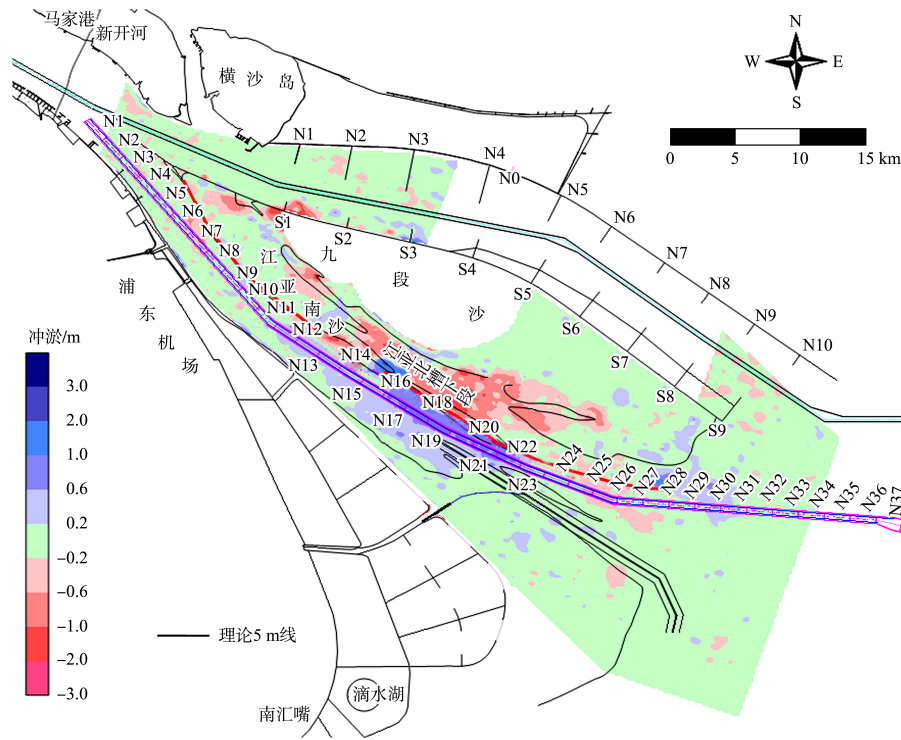 马家港
新开河
横沙岛
N
W
E
S
0
5
10
15 km
N1
N2
N3
N4
N0
N5
N6
N7
N8
N9
N10
S1
S2
S3
S4
S5
S6
S7
S8
S9
N1
N2
N3
N4
N5
N6
N7
N8
N9
N10
N11
N12
N13
N14
N15
N16
N17
N18
N19
N20
N21
N22
N23
N24
N25
N26
N27
N28
N29
N30
N31
N32
N33
N34
N35
N36
N37
九段沙
江亚南沙
江亚北槽下段
浦东机场
冲淤/m
3.0
2.0
1.0
0.6
0.2
−0.2
−0.6
−1.0
−2.0
−3.0
理论5 m线
滴水湖
南汇嘴